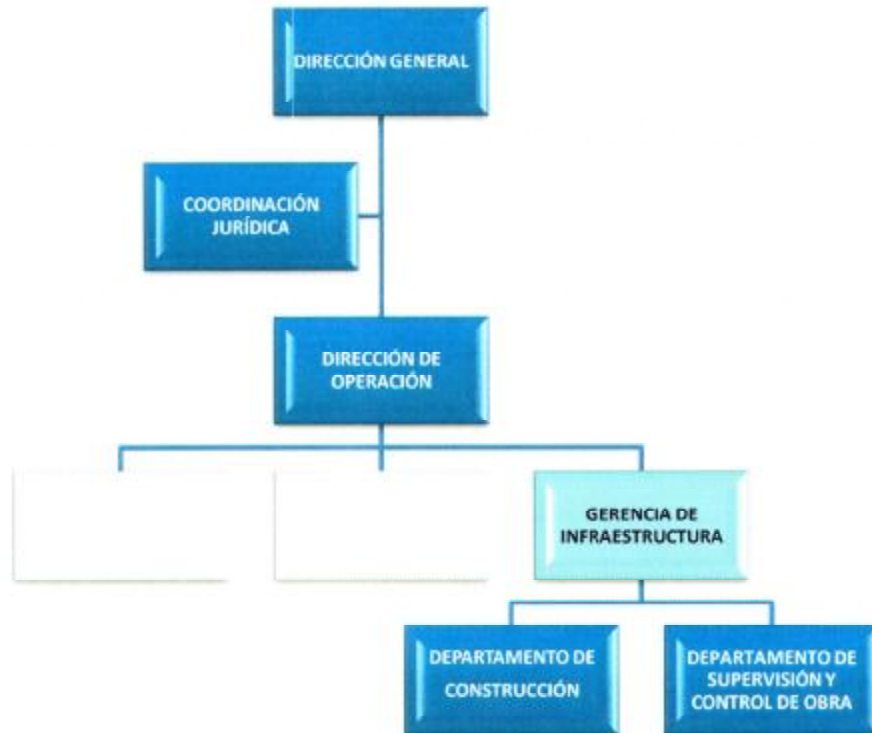 DIRECCIÓN GENERAL
COORDINACIÓN
JURÍDICA
DIRECCIÓN DE
OPERACIÓN
GERENCIA DE
INFRAESTRUCTURA
DEPARTAMENTO DE
CONSTRUCCIÓN
DEPARTAMENTO DE
SUPERVISIÓN Y
CONTROL DE OBRA